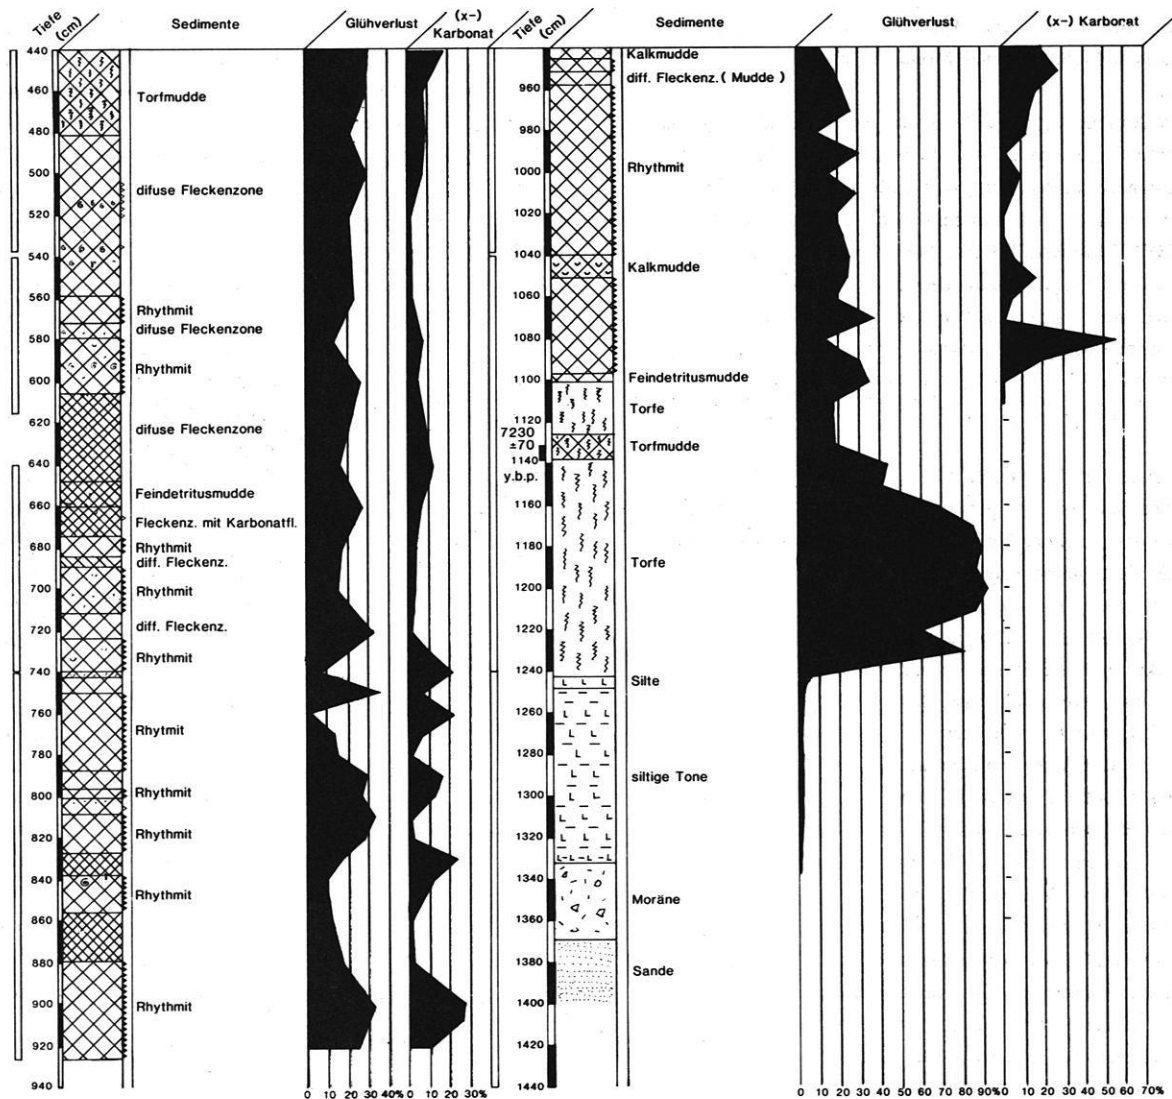 Tiefe (cm) Sedimente Glühverlust (x-) Karbonat
440
460 Torfmudde
480
500 difuse Fleckenzone
520
540
560
Rhythmit
difuse Fleckenzone
580
Rhythmit
600
620 difuse Fleckenzone
640
Feindetritusmudde
660
Fleckenz. mit Karbonatfl.
680 Rhythmit
diff. Fleckenz.
700 Rhythmit
720 diff. Fleckenz.
Rhythmit
740
760
Rhytmit
780
800 Rhythmit
820 Rhythmit
840
Rhythmit
860
880
900 Rhythmit
920
940
0 10 20 30 40% 0 10 20 30%
Tiefe (cm) Sedimente Glühverlust (x-) Karbonat
Kalkmudde
diff. Fleckenz. ( Mudde )
960
980
1000 Rhythmit
1020
1040
Kalkmudde
1060
1080
1100 Feindetritusmudde
Torfe
1120
7230
±70 Torfmudde
1140
y.b.p.
1160
1180
Torfe
1200
1220
1240
Silte
1260
1280 siltige Tone
1300
1320
1340
Moräne
1360
1380
Sande
1400
1420
1440
0 10 20 30 40 50 60 70 80 90% 0 10 20 30 40 50 60 70%